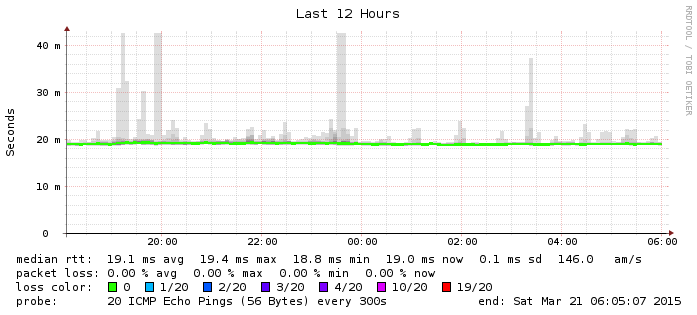 Last 12 Hours
RRDTOOL / TOBI OETIKER
Seconds
40 m
30 m
20 m
10 m
0
20:00 22:00 00:00 02:00 04:00 06:00
median rtt: 19.1 ms avg 19.4 ms max 18.8 ms min 19.0 ms now 0.1 ms sd 146.0 am/s
packet loss: 0.00 % avg 0.00 % max 0.00 % min 0.00 % now
loss color: 0 1/20 2/20 3/20 4/20 10/20 19/20
probe: 20 ICMP Echo Pings (56 Bytes) every 300s end: Sat Mar 21 06:05:07 2015